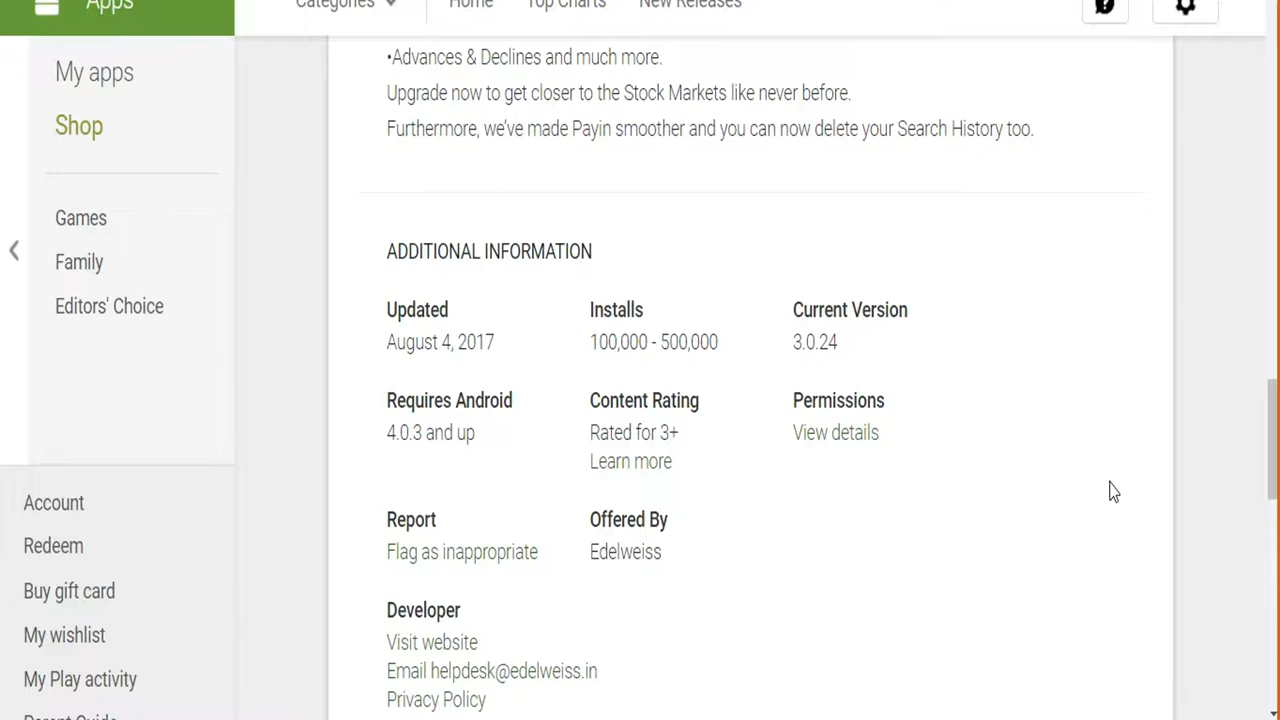 Apps
Categories
Home
Top Charts
New Releases
My apps
Shop
Games
Family
Editors' Choice
Account
Redeem
Buy gift card
My wishlist
My Play activity
Parent Guide
•Advances & Declines and much more.
Upgrade now to get closer to the Stock Markets like never before.
Furthermore, we've made Payin smoother and you can now delete your Search History too.
ADDITIONAL INFORMATION
Updated
August 4, 2017
Installs
100,000 - 500,000
Current Version
3.0.24
Requires Android
4.0.3 and up
Content Rating
Rated for 3+
Learn more
Permissions
View details
Report
Flag as inappropriate
Offered By
Edelweiss
Developer
Visit website
Email helpdesk@edelweiss.in
Privacy Policy